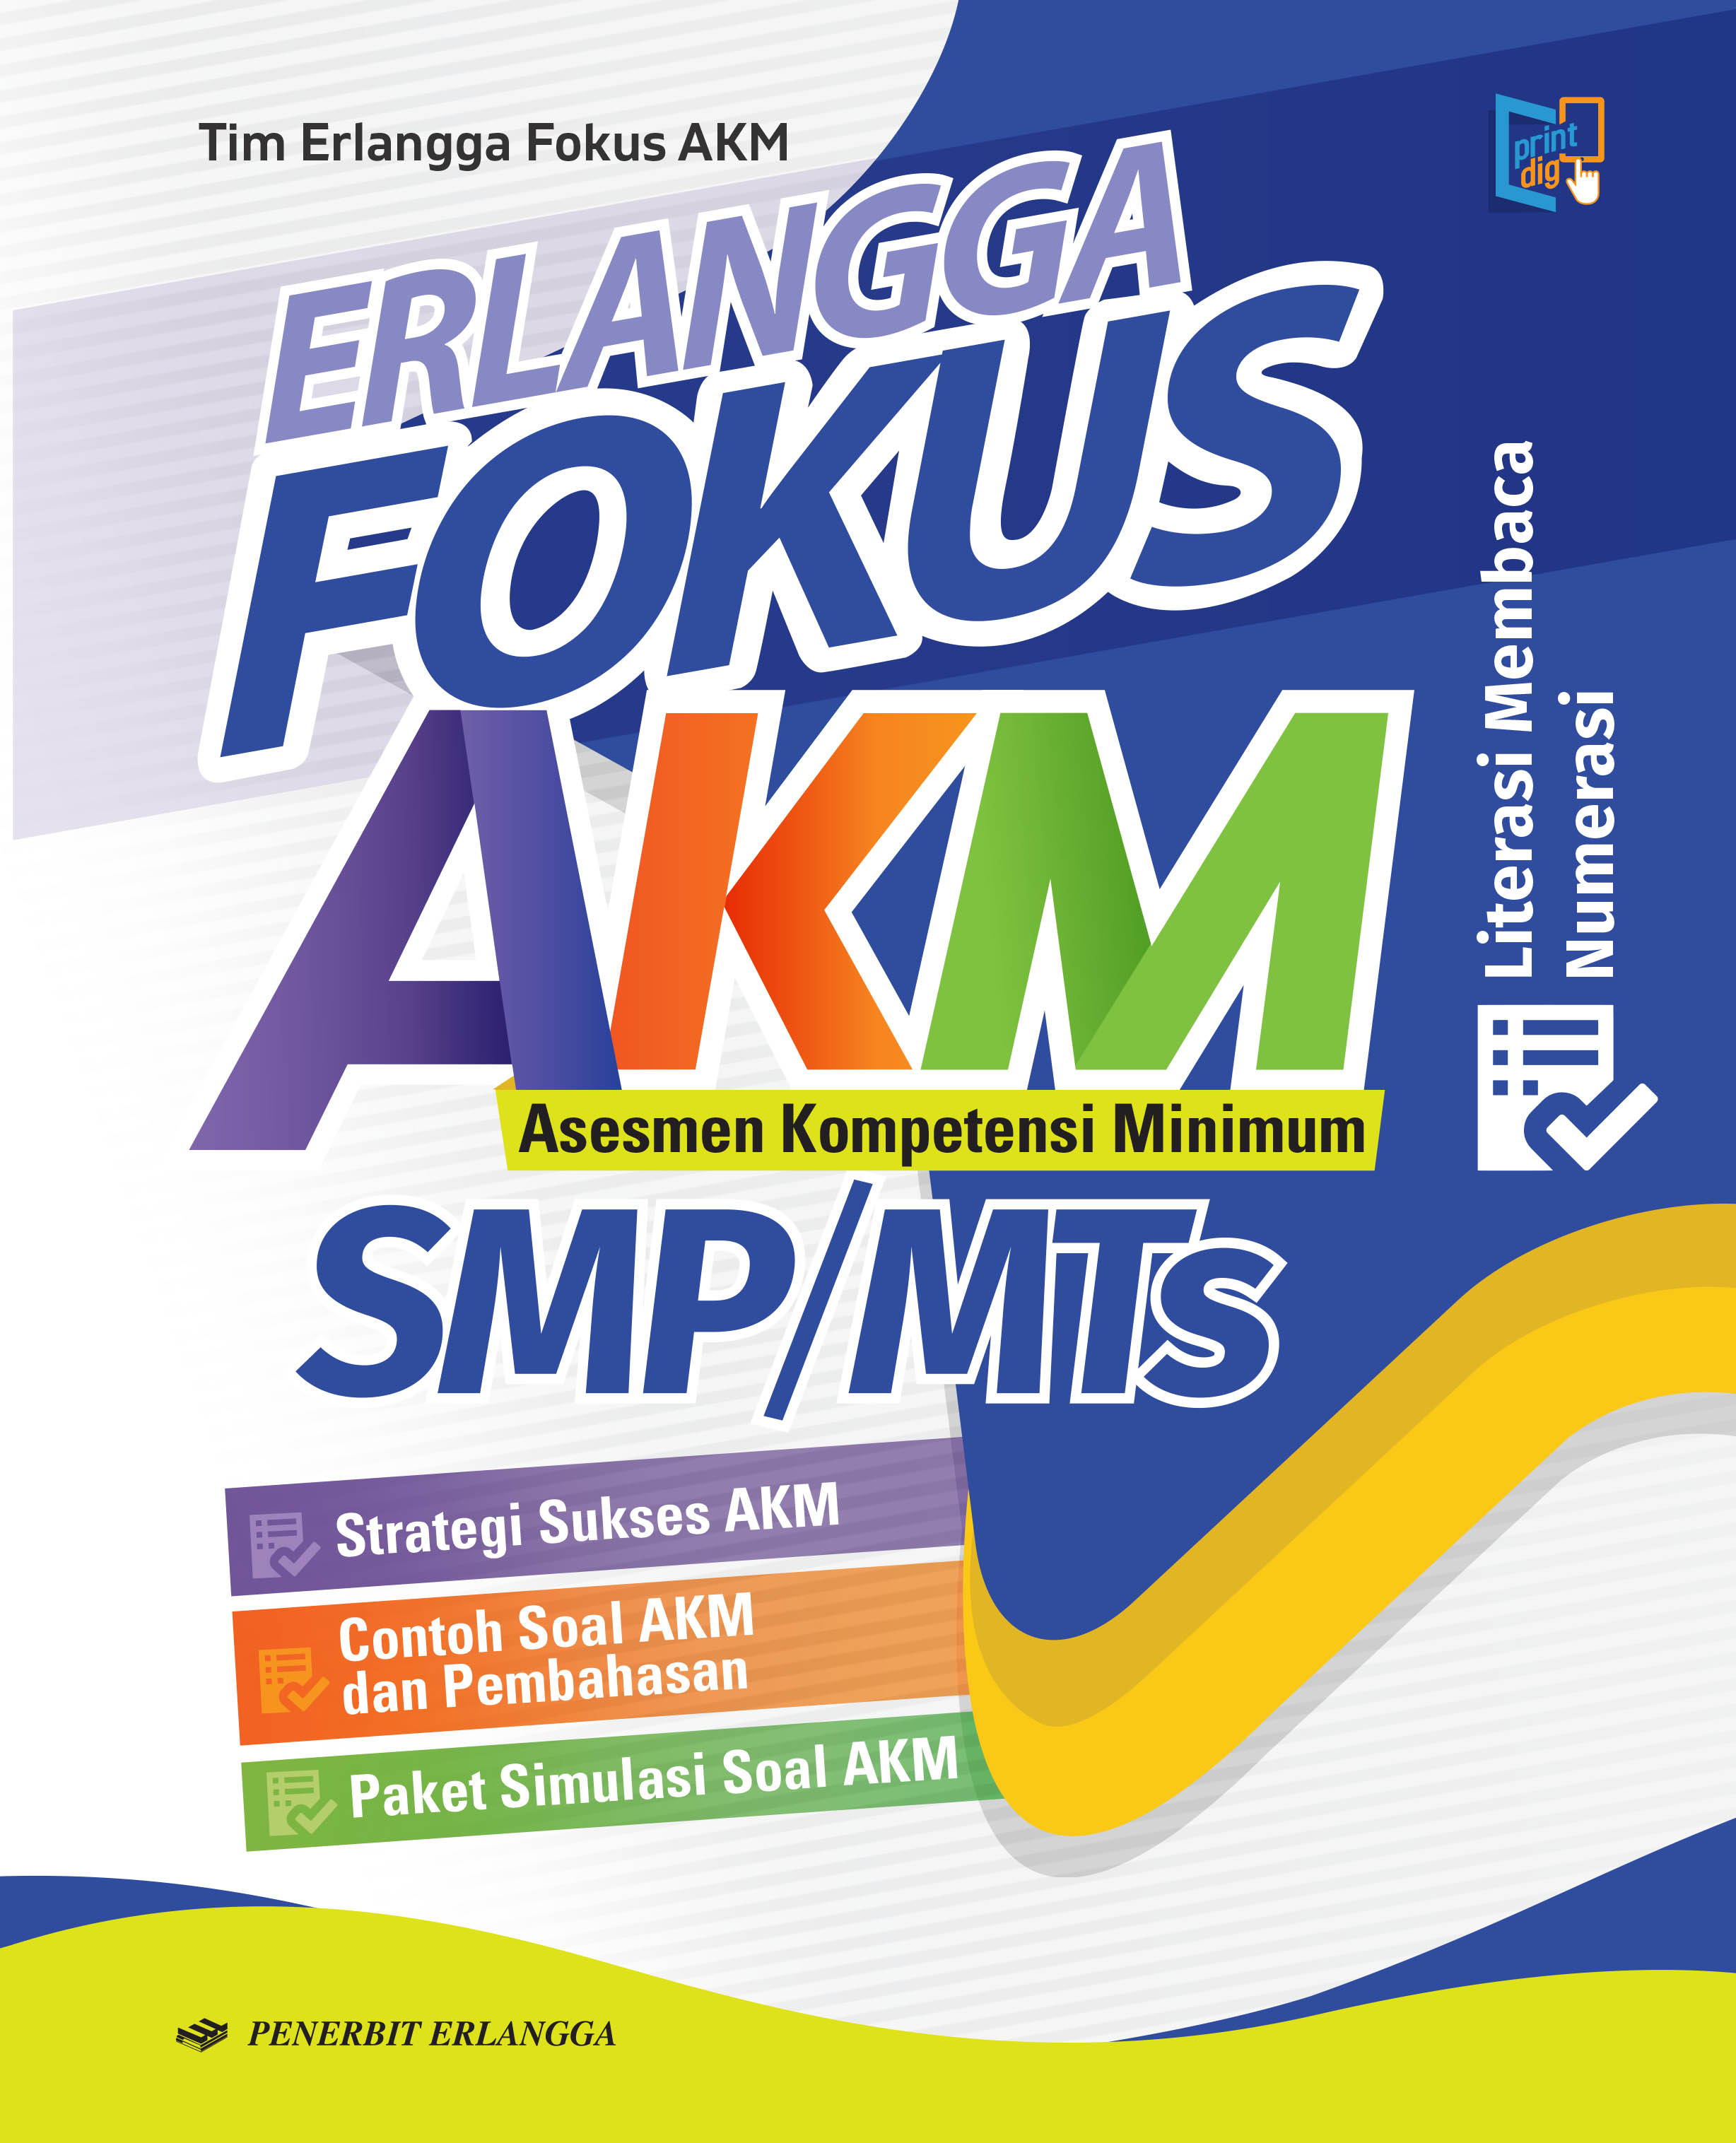 Tim Erlangga Fokus AKM
print
dig
ERLANGGA
FOKUS
AKM
Asesmen Kompetensi Minimum
SMP/MTS
Literasi Membaca
Numerasi
Strategi Sukses AKM
Contoh Soal AKM
dan Pembahasan
Paket Simulasi Soal AKM
PENERBIT ERLANGGA